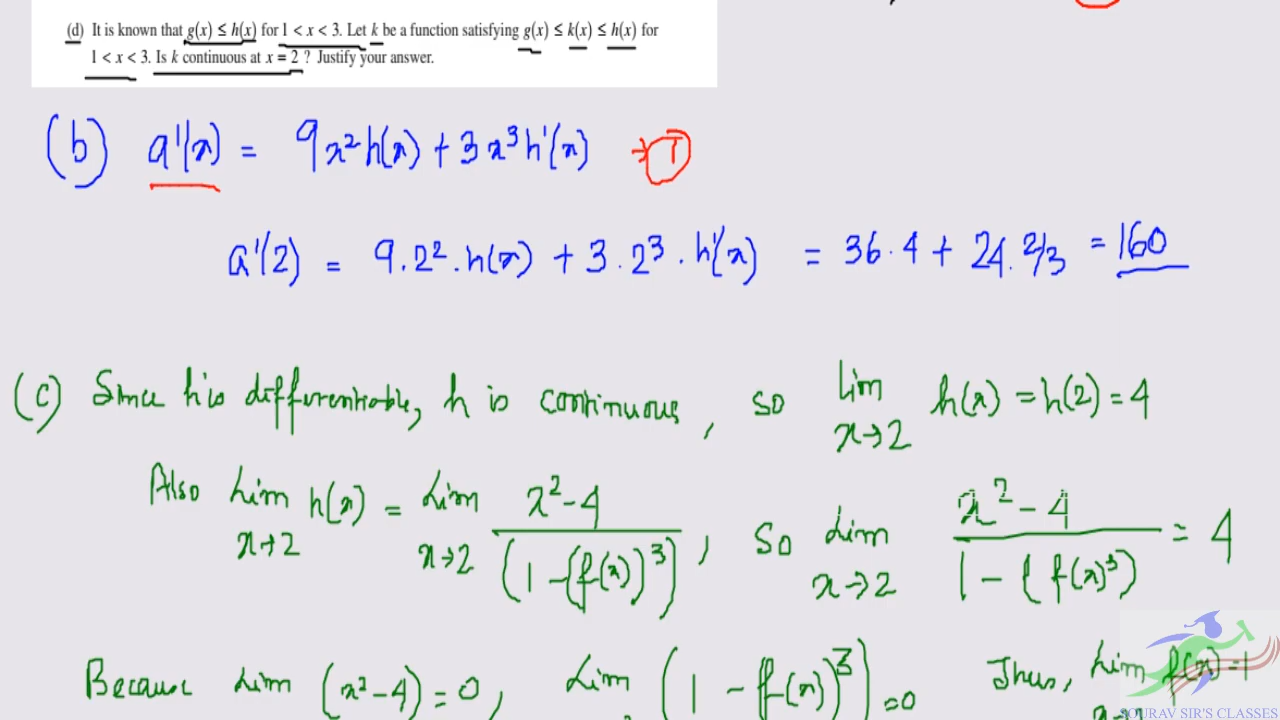 (d) It is known that g(x) ≤ h(x) for 1 < x < 3. Let k be a function satisfying g(x) ≤ k(x) ≤ h(x) for
1 < x < 3. Is k continuous at x = 2 ? Justify your answer.
(b) a'(x) = 9x²h(x) + 3x³h'(x) → ①
a'(2) = 9.2².h(x) + 3.2³.h'(x) = 36.4 + 24.2/3 = 160
(c) Since h is differentiable, h is continuous, so lim x→2 h(x) = h(2) = 4
Also lim x→2 h(x) = lim x→2 x²-4 / (1-(f(x))³), so lim x→2 x²-4 / 1-(f(x)³) = 4
Because lim (x²-4) = 0, lim (1-f(x))³) = 0 Thus, lim x→2 f(x) = 1
SOURAV SIR'S CLASSES